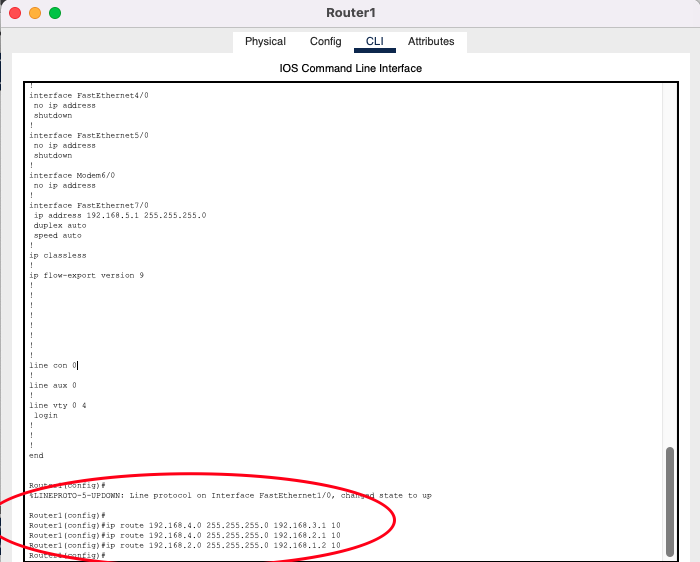 Router1
Physical Config CLI Attributes
IOS Command Line Interface
!
interface FastEthernet4/0
no ip address
shutdown
!
interface FastEthernet5/0
no ip address
shutdown
!
interface Modem6/0
no ip address
!
interface FastEthernet7/0
ip address 192.168.5.1 255.255.255.0
duplex auto
speed auto
!
ip classless
!
ip flow-export version 9
!
!
!
!
!
!
!
!
line con 0
!
line aux 0
!
line vty 0 4
login
!
!
!
end
Router1(config)#
%LINEPROTO-5-UPDOWN: Line protocol on Interface FastEthernet1/0, changed state to up
Router1(config)#
Router1(config)#ip route 192.168.4.0 255.255.255.0 192.168.3.1 10
Router1(config)#ip route 192.168.4.0 255.255.255.0 192.168.2.1 10
Router1(config)#ip route 192.168.2.0 255.255.255.0 192.168.1.2 10
Router1(config)#